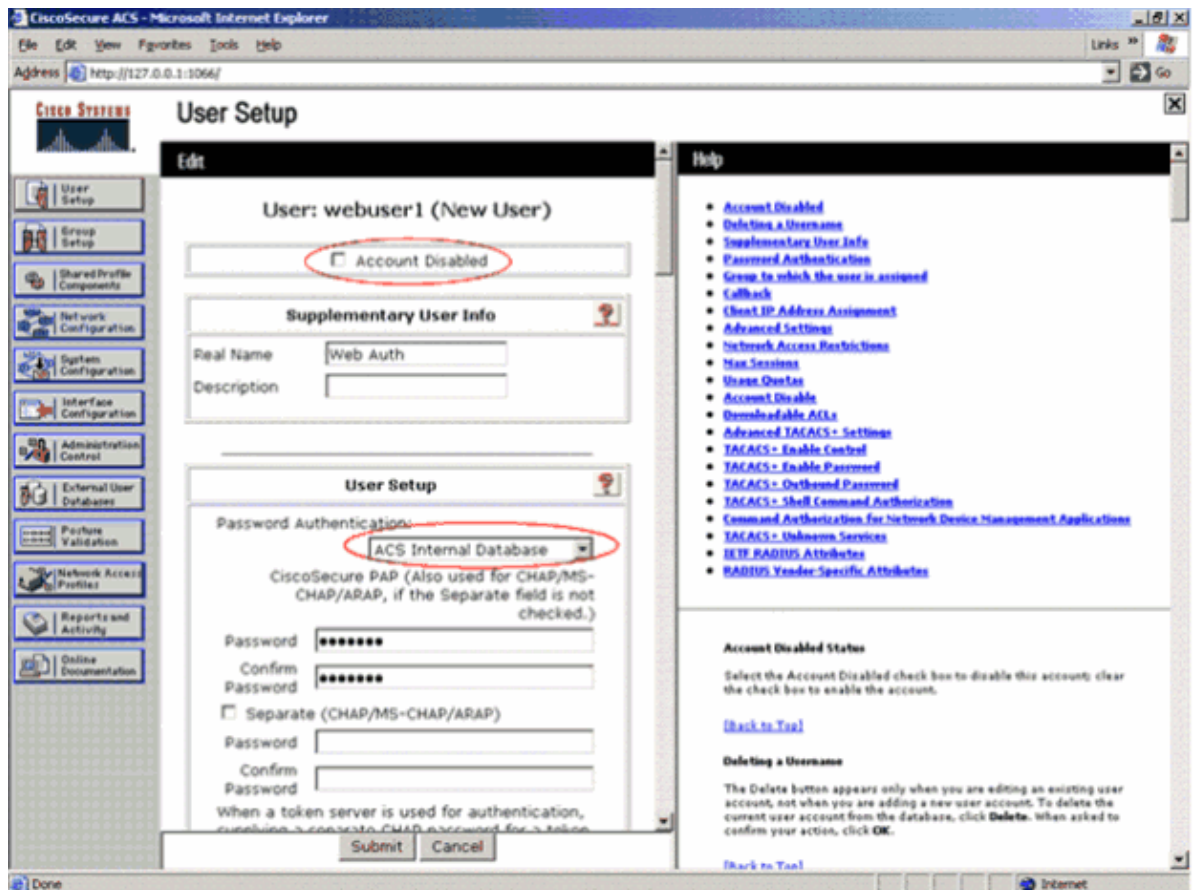 CiscoSecure ACS - Microsoft Internet Explorer
File Edit View Favorites Tools Help
Links »
Address http://127.0.0.1:1066/
Go
CISCO SYSTEMS
User Setup
Edit
Help
User Setup
Group Setup
Shared Profile Components
Network Configuration
System Configuration
Interface Configuration
Administration Control
External User Databases
Posture Validation
Network Access Profiles
Reports and Activity
Online Documentation
User: webuser1 (New User)
Account Disabled
Supplementary User Info
Real Name Web Auth
Description
User Setup
Password Authentication:
ACS Internal Database
CiscoSecure PAP (Also used for CHAP/MS-
CHAP/ARAP, if the Separate field is not
checked.)
Password •••••••
Confirm
Password •••••••
Separate (CHAP/MS-CHAP/ARAP)
Password
Confirm
Password
When a token server is used for authentication,
supplying a separate CHAP password for a token
Submit Cancel
Account Disabled
Deleting a Username
Supplementary User Info
Password Authentication
Group to which the user is assigned
Callback
Client IP Address Assignment
Advanced Settings
Network Access Restrictions
Max Sessions
Usage Quotas
Account Disable
Downloadable ACLs
Advanced TACACS+ Settings
TACACS+ Enable Control
TACACS+ Enable Password
TACACS+ Outbound Password
TACACS+ Shell Command Authorization
Command Authorization for Network Device Management Applications
TACACS+ Unknown Services
IETF RADIUS Attributes
RADIUS Vendor-Specific Attributes
Account Disabled Status
Select the Account Disabled check box to disable this account; clear
the check box to enable the account.
[Back to Top]
Deleting a Username
The Delete button appears only when you are editing an existing user
account, not when you are adding a new user account. To delete the
current user account from the database, click Delete. When asked to
confirm your action, click OK.
[Back to Top]
Done
Internet